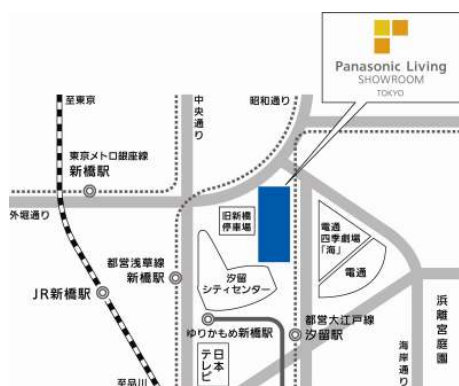 Panasonic Living
SHOWROOM
TOKYO
至東京
中央通り
昭和通り
東京メトロ銀座線
新橋駅
外堀通り
旧新橋
停車場
電通
四季劇場
「海」
電通
都営浅草線
新橋駅
汐留
シティセンター
JR新橋駅
ゆりかもめ新橋駅
都営大江戸線
汐留駅
浜離宮庭園
海岸通り
日本
テレビ
至品川